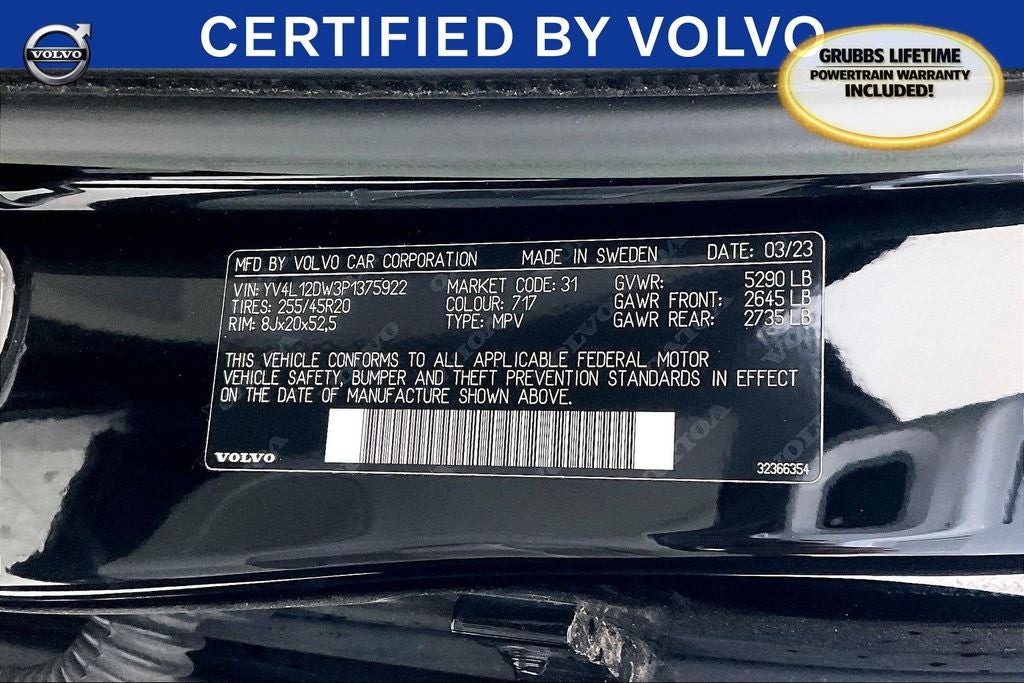 VOLVO
CERTIFIED BY VOLVO
GRUBBS LIFETIME
POWERTRAIN WARRANTY
INCLUDED!
MFD BY VOLVO CAR CORPORATION MADE IN SWEDEN DATE: 03/23
VIN: YV4L12DW3P1375922 MARKET CODE: 31 GVWR: 5290 LB
TIRES: 255/45R20 COLOUR: 717 GAWR FRONT: 2645 LB
RIM: 8Jx20x52,5 TYPE: MPV GAWR REAR: 2735 LB
THIS VEHICLE CONFORMS TO ALL APPLICABLE FEDERAL MOTOR
VEHICLE SAFETY, BUMPER AND THEFT PREVENTION STANDARDS IN EFFECT
ON THE DATE OF MANUFACTURE SHOWN ABOVE.
VOLVO
32366354